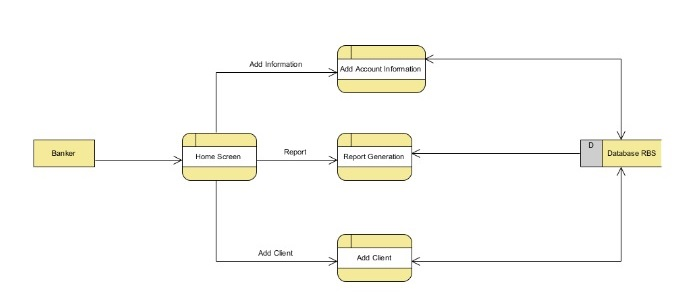 Add Information
Add Account Information
Banker
Home Screen
Report
Report Generation
D
Database RBS
Add Client
Add Client